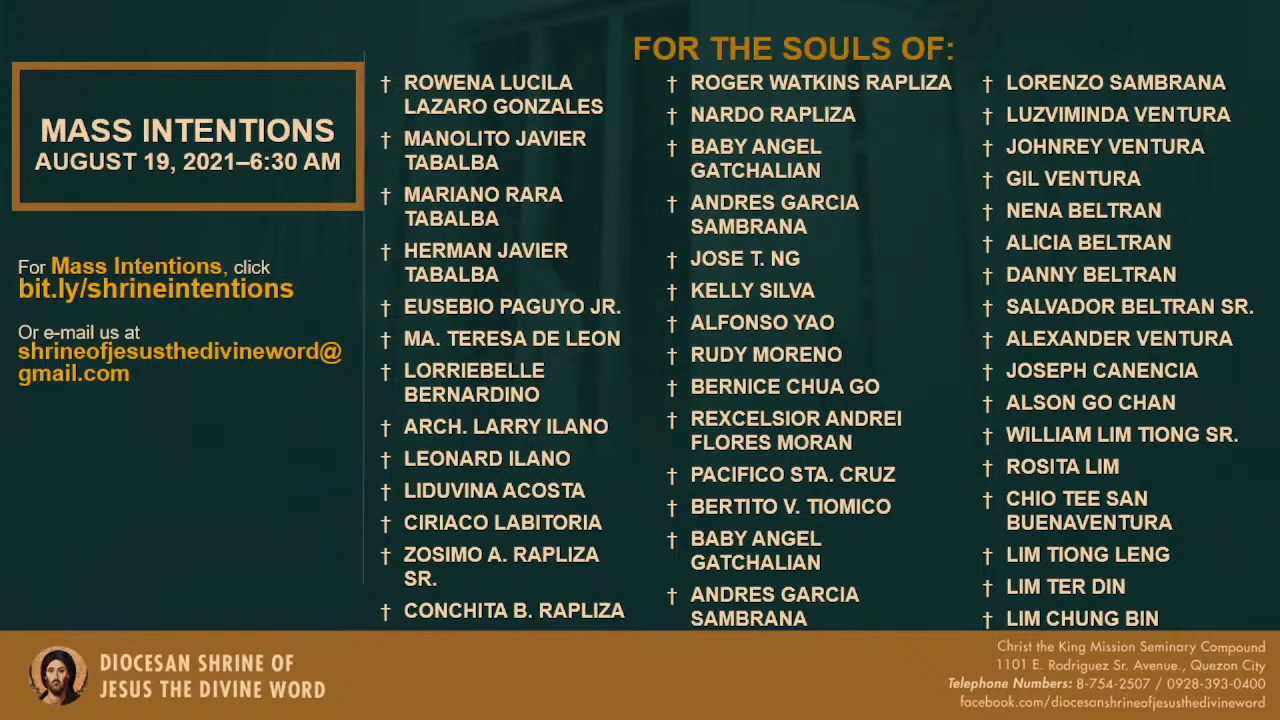 FOR THE SOULS OF:
MASS INTENTIONS
AUGUST 19, 2021–6:30 AM
For Mass Intentions, click
bit.ly/shrineintentions
Or e-mail us at
shrineofjesusthedivineword@
gmail.com
† ROWENA LUCILA
LAZARO GONZALES
† MANOLITO JAVIER
TABALBA
† MARIANO RARA
TABALBA
† HERMAN JAVIER
TABALBA
† EUSEBIO PAGUYO JR.
† MA. TERESA DE LEON
† LORRIEBELLE
BERNARDINO
† ARCH. LARRY ILANO
† LEONARD ILANO
† LIDUVINA ACOSTA
† CIRIACO LABITORIA
† ZOSIMO A. RAPLIZA
SR.
† CONCHITA B. RAPLIZA
† ROGER WATKINS RAPLIZA
† NARDO RAPLIZA
† BABY ANGEL
GATCHALIAN
† ANDRES GARCIA
SAMBRANA
† JOSE T. NG
† KELLY SILVA
† ALFONSO YAO
† RUDY MORENO
† BERNICE CHUA GO
† REXCELSIOR ANDREI
FLORES MORAN
† PACIFICO STA. CRUZ
† BERTITO V. TIOMICO
† BABY ANGEL
GATCHALIAN
† ANDRES GARCIA
SAMBRANA
† LORENZO SAMBRANA
† LUZVIMINDA VENTURA
† JOHNREY VENTURA
† GIL VENTURA
† NENA BELTRAN
† ALICIA BELTRAN
† DANNY BELTRAN
† SALVADOR BELTRAN SR.
† ALEXANDER VENTURA
† JOSEPH CANENCIA
† ALSON GO CHAN
† WILLIAM LIM TIONG SR.
† ROSITA LIM
† CHIO TEE SAN
BUENAVENTURA
† LIM TIONG LENG
† LIM TER DIN
† LIM CHUNG BIN
DIOCESAN SHRINE OF
JESUS THE DIVINE WORD
Christ the King Mission Seminary Compound
1101 E. Rodriguez Sr. Avenue., Quezon City
Telephone Numbers: 8-754-2507 / 0928-393-0400
facebook.com/diocesanshrineofjesusthedivineword